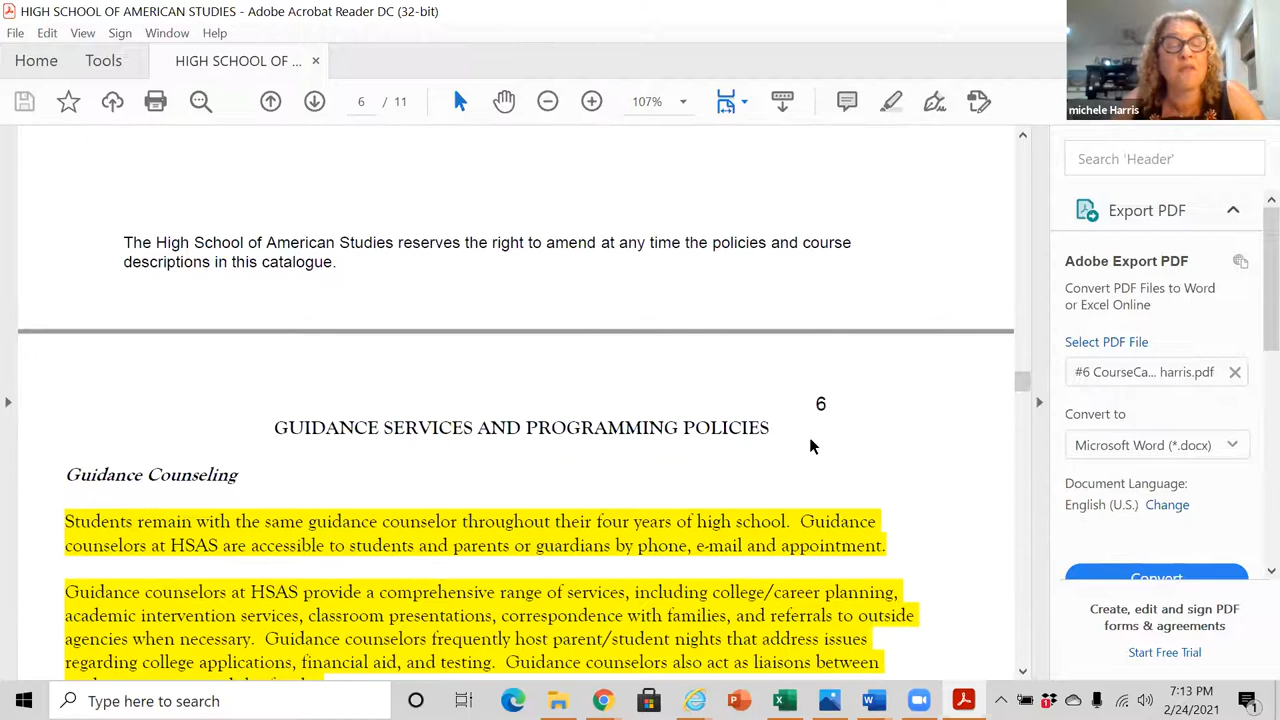 HIGH SCHOOL OF AMERICAN STUDIES - Adobe Acrobat Reader DC (32-bit)
File Edit View Sign Window Help
Home Tools HIGH SCHOOL OF ... ×
6 / 11 107%
michele Harris
Search 'Header'
Export PDF
Adobe Export PDF
Convert PDF Files to Word
or Excel Online
Select PDF File
#6 CourseCa... harris.pdf
Convert to
Microsoft Word (*.docx)
Document Language:
English (U.S.) Change
Convert
Create, edit and sign PDF
forms & agreements
Start Free Trial
The High School of American Studies reserves the right to amend at any time the policies and course
descriptions in this catalogue.
6
GUIDANCE SERVICES AND PROGRAMMING POLICIES
Guidance Counseling
Students remain with the same guidance counselor throughout their four years of high school. Guidance
counselors at HSAS are accessible to students and parents or guardians by phone, e-mail and appointment.
Guidance counselors at HSAS provide a comprehensive range of services, including college/career planning,
academic intervention services, classroom presentations, correspondence with families, and referrals to outside
agencies when necessary. Guidance counselors frequently host parent/student nights that address issues
regarding college applications, financial aid, and testing. Guidance counselors also act as liaisons between
Type here to search
7:13 PM
2/24/2021